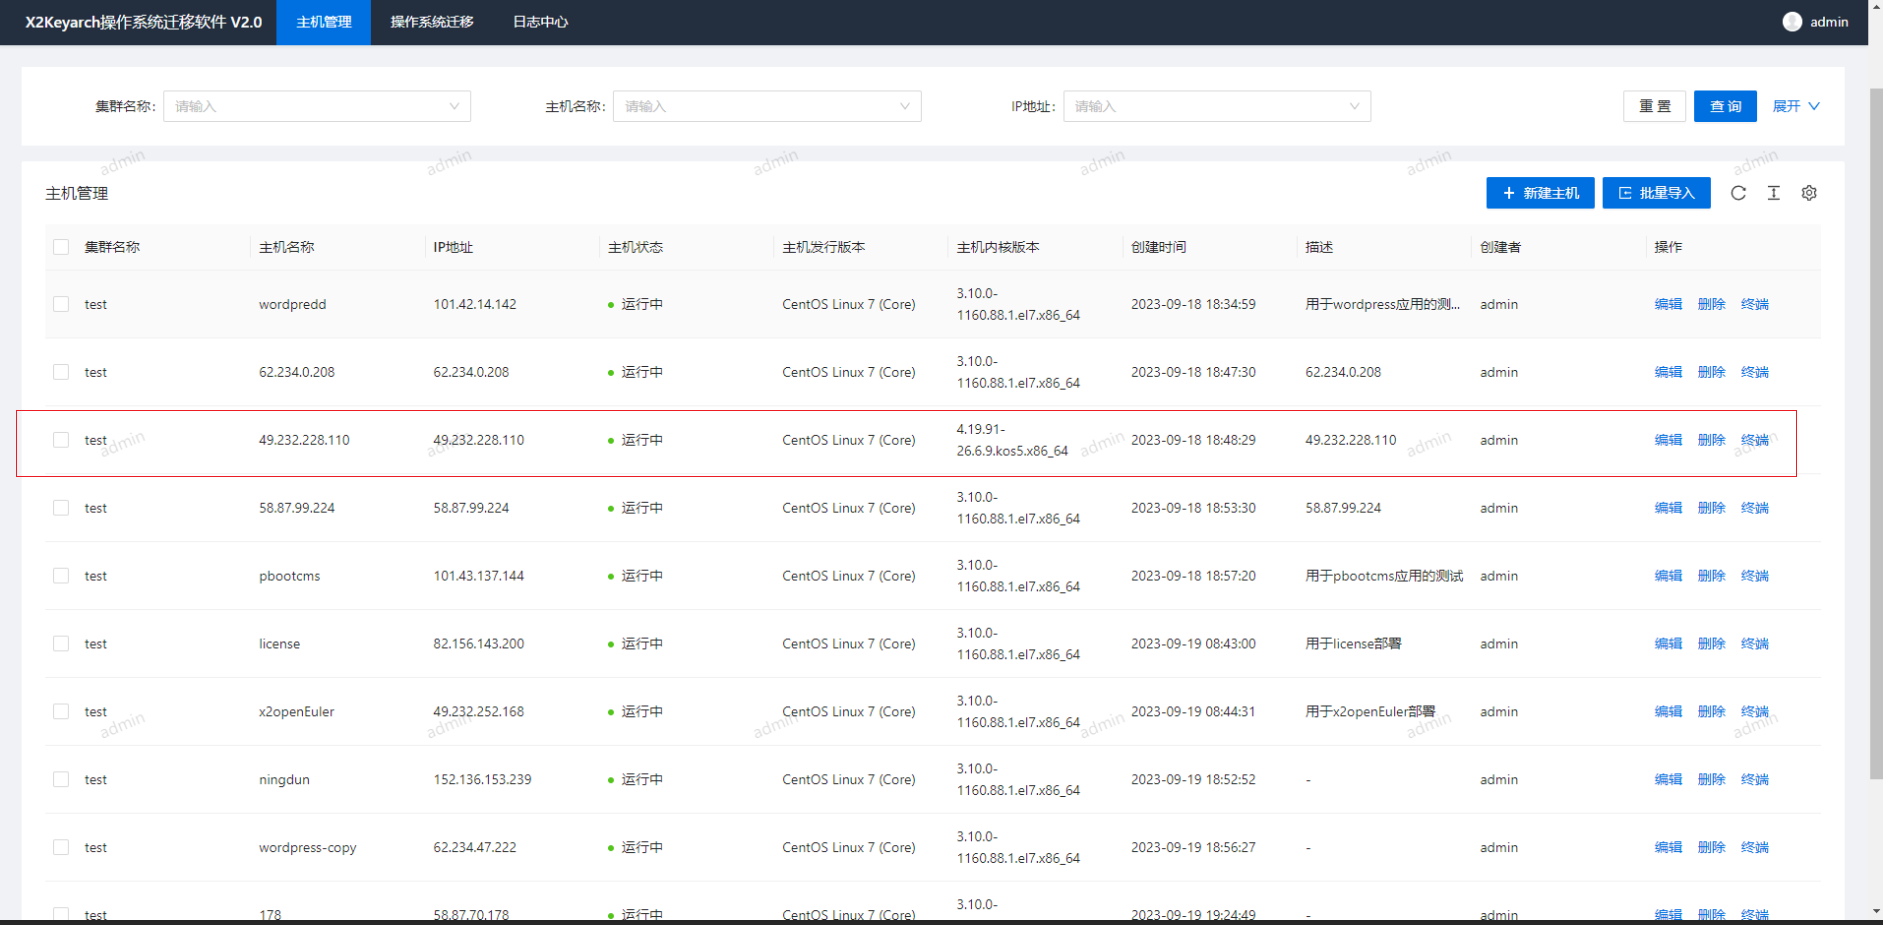 X2Keyarch操作系统迁移软件 V2.0 主机管理 操作系统迁移 日志中心 admin
集群名称: 请输入 主机名称: 请输入 IP地址: 请输入 重 置 查 询 展开
主机管理 新建主机 批量导入
集群名称 主机名称 IP地址 主机状态 主机发行版本 主机内核版本 创建时间 描述 创建者 操作
test wordpredd 101.42.14.142 运行中 CentOS Linux 7 (Core) 3.10.0-1160.88.1.el7.x86_64 2023-09-18 18:34:59 用于wordpress应用的测... admin 编辑 删除 终端
test 62.234.0.208 62.234.0.208 运行中 CentOS Linux 7 (Core) 3.10.0-1160.88.1.el7.x86_64 2023-09-18 18:47:30 62.234.0.208 admin 编辑 删除 终端
test 49.232.228.110 49.232.228.110 运行中 CentOS Linux 7 (Core) 4.19.91-26.6.9.kos5.x86_64 2023-09-18 18:48:29 49.232.228.110 admin 编辑 删除 终端
test 58.87.99.224 58.87.99.224 运行中 CentOS Linux 7 (Core) 3.10.0-1160.88.1.el7.x86_64 2023-09-18 18:53:30 58.87.99.224 admin 编辑 删除 终端
test pbootcms 101.43.137.144 运行中 CentOS Linux 7 (Core) 3.10.0-1160.88.1.el7.x86_64 2023-09-18 18:57:20 用于pbootcms应用的测试 admin 编辑 删除 终端
test license 82.156.143.200 运行中 CentOS Linux 7 (Core) 3.10.0-1160.88.1.el7.x86_64 2023-09-19 08:43:00 用于license部署 admin 编辑 删除 终端
test x2openEuler 49.232.252.168 运行中 CentOS Linux 7 (Core) 3.10.0-1160.88.1.el7.x86_64 2023-09-19 08:44:31 用于x2openEuler部署 admin 编辑 删除 终端
test ningdun 152.136.153.239 运行中 CentOS Linux 7 (Core) 3.10.0-1160.88.1.el7.x86_64 2023-09-19 18:52:52 - admin 编辑 删除 终端
test wordpress-copy 62.234.47.222 运行中 CentOS Linux 7 (Core) 3.10.0-1160.88.1.el7.x86_64 2023-09-19 18:56:27 - admin 编辑 删除 终端
test 178 58.87.70.178 运行中 CentOS Linux 7 (Core) 3.10.0- 2023-09-19 19:24:49 - admin 编辑 删除 终端